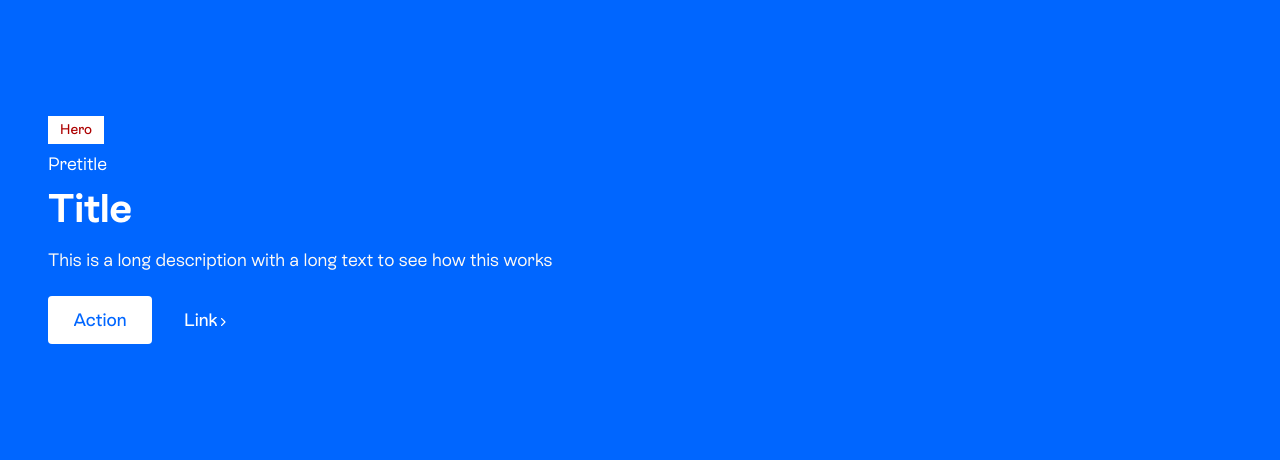 Hero
Pretitle
Title
This is a long description with a long text to see how this works
Action Link ›